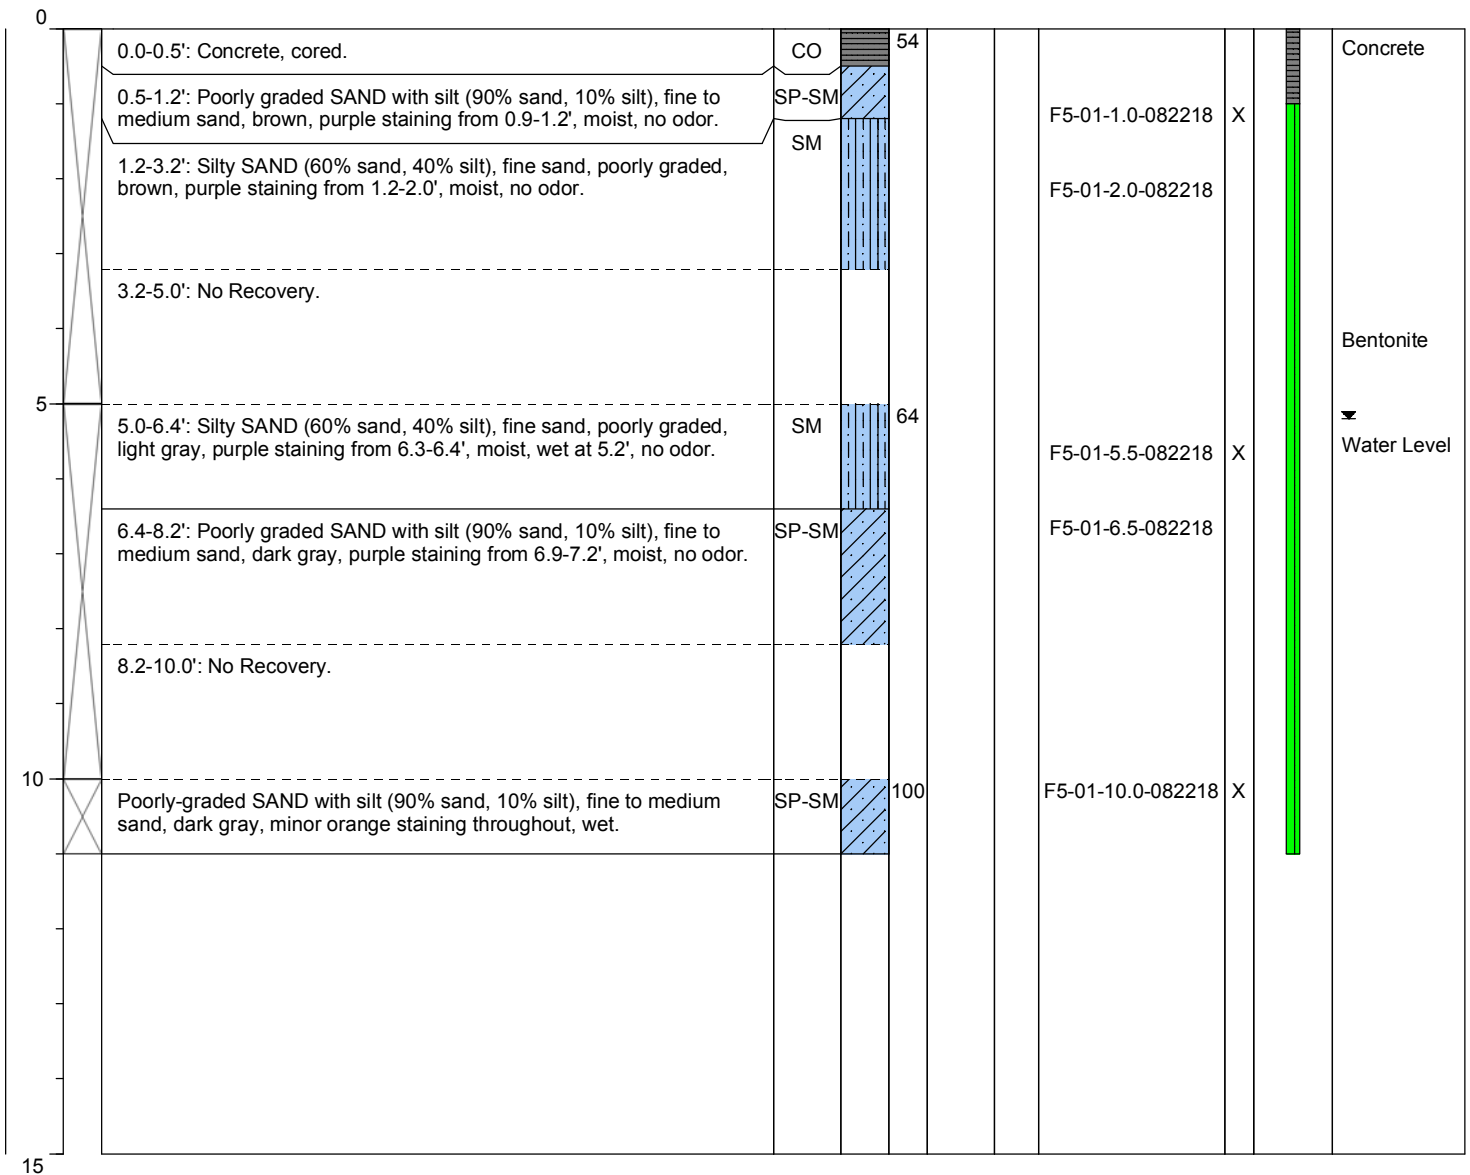 0
0.0-0.5': Concrete, cored.
CO
54
Concrete
0.5-1.2': Poorly graded SAND with silt (90% sand, 10% silt), fine to
medium sand, brown, purple staining from 0.9-1.2', moist, no odor.
SP-SM
F5-01-1.0-082218 X
1.2-3.2': Silty SAND (60% sand, 40% silt), fine sand, poorly graded,
brown, purple staining from 1.2-2.0', moist, no odor.
SM
F5-01-2.0-082218
3.2-5.0': No Recovery.
Bentonite
5
5.0-6.4': Silty SAND (60% sand, 40% silt), fine sand, poorly graded,
light gray, purple staining from 6.3-6.4', moist, wet at 5.2', no odor.
SM
64
F5-01-5.5-082218 X
Water Level
6.4-8.2': Poorly graded SAND with silt (90% sand, 10% silt), fine to
medium sand, dark gray, purple staining from 6.9-7.2', moist, no odor.
SP-SM
F5-01-6.5-082218
8.2-10.0': No Recovery.
10
Poorly-graded SAND with silt (90% sand, 10% silt), fine to medium
sand, dark gray, minor orange staining throughout, wet.
SP-SM
100
F5-01-10.0-082218 X
15